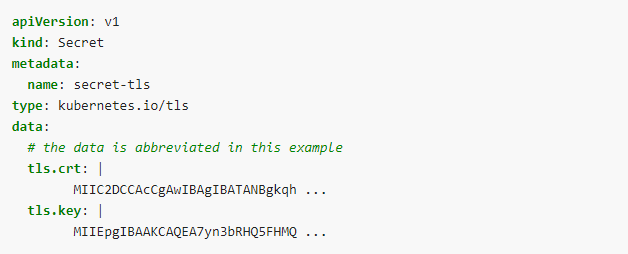 apiVersion: v1
kind: Secret
metadata:
  name: secret-tls
type: kubernetes.io/tls
data:
  # the data is abbreviated in this example
  tls.crt: |
        MIIC2DCCAcCgAwIBAgIBATANBgkqh ...
  tls.key: |
        MIIEpgIBAAKCAQEA7yn3bRHQ5FHMQ ...